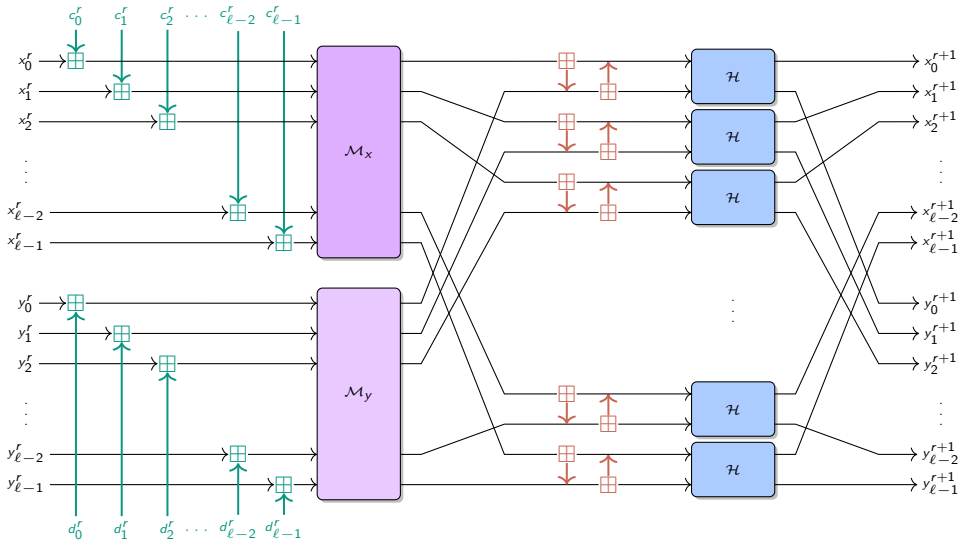 c_0^r c_1^r c_2^r ··· c_{ℓ−2}^r c_{ℓ−1}^r
x_0^r ℋ x_0^{r+1}
x_1^r x_1^{r+1}
x_2^r ℳ_x ℋ x_2^{r+1}
⋮ ⋮
ℋ
x_{ℓ−2}^r x_{ℓ−2}^{r+1}
x_{ℓ−1}^r x_{ℓ−1}^{r+1}
y_0^r ⋮ y_0^{r+1}
y_1^r y_1^{r+1}
y_2^r y_2^{r+1}
⋮ ℳ_y ℋ ⋮
y_{ℓ−2}^r ℋ y_{ℓ−2}^{r+1}
y_{ℓ−1}^r y_{ℓ−1}^{r+1}
d_0^r d_1^r d_2^r ··· d_{ℓ−2}^r d_{ℓ−1}^r